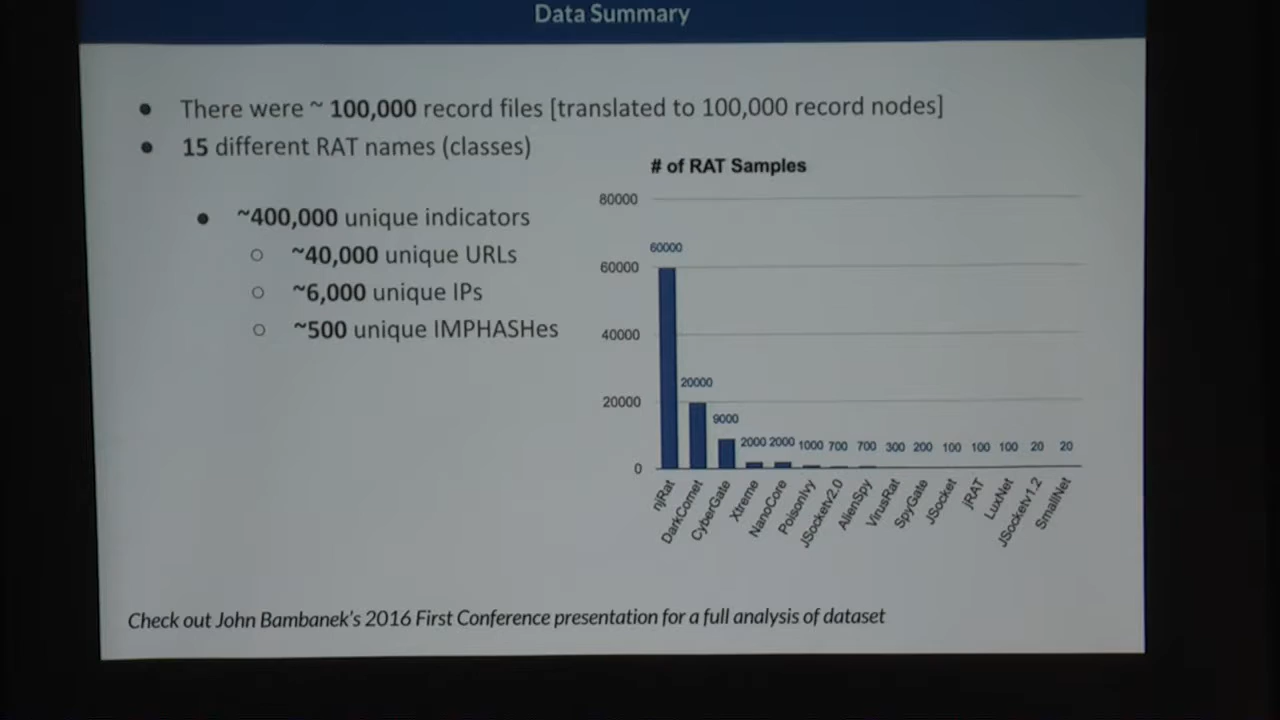 Data Summary
There were ~ 100,000 record files [translated to 100,000 record nodes]
15 different RAT names (classes)
~400,000 unique indicators
~40,000 unique URLs
~6,000 unique IPs
~500 unique IMPHASHes
# of RAT Samples
80000
60000
40000
20000
0
60000
20000
9000
2000
2000
1000
700
700
300
200
100
100
100
20
20
njRat
DarkComet
CyberGate
Xtreme
NanoCore
PoisonIvy
JSocketv2.0
AlienSpy
VirusRat
SpyGate
JSocket
jRAT
LuxNet
JSocketv1.2
SmallNet
Check out John Bambanek's 2016 First Conference presentation for a full analysis of dataset